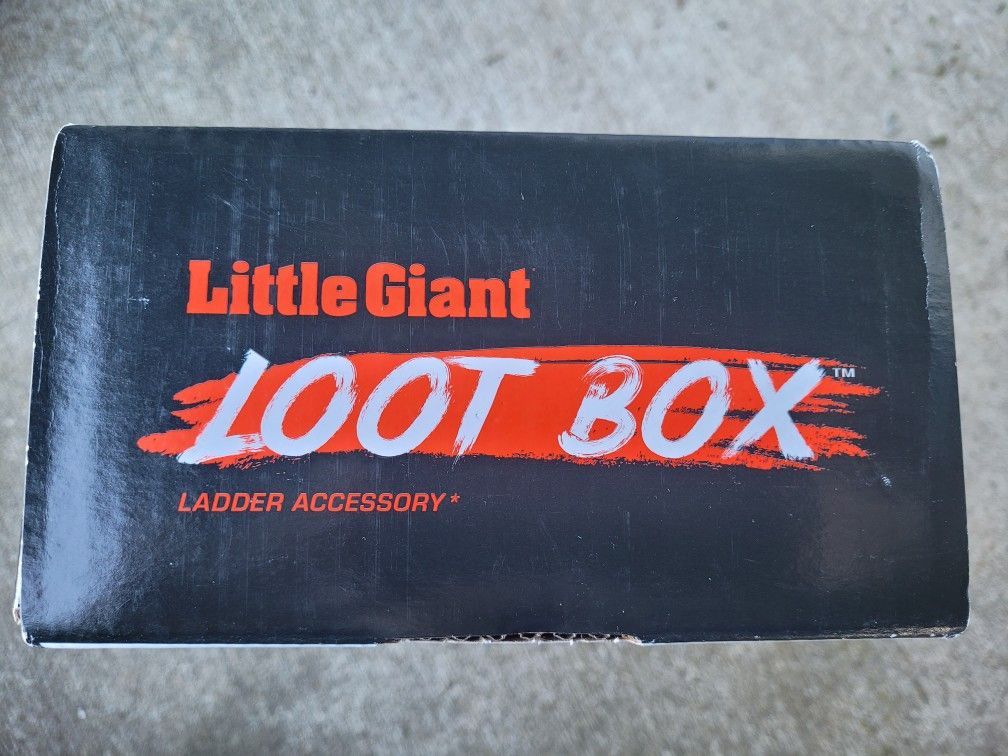 Little Giant
LOOT BOX™
LADDER ACCESSORY*